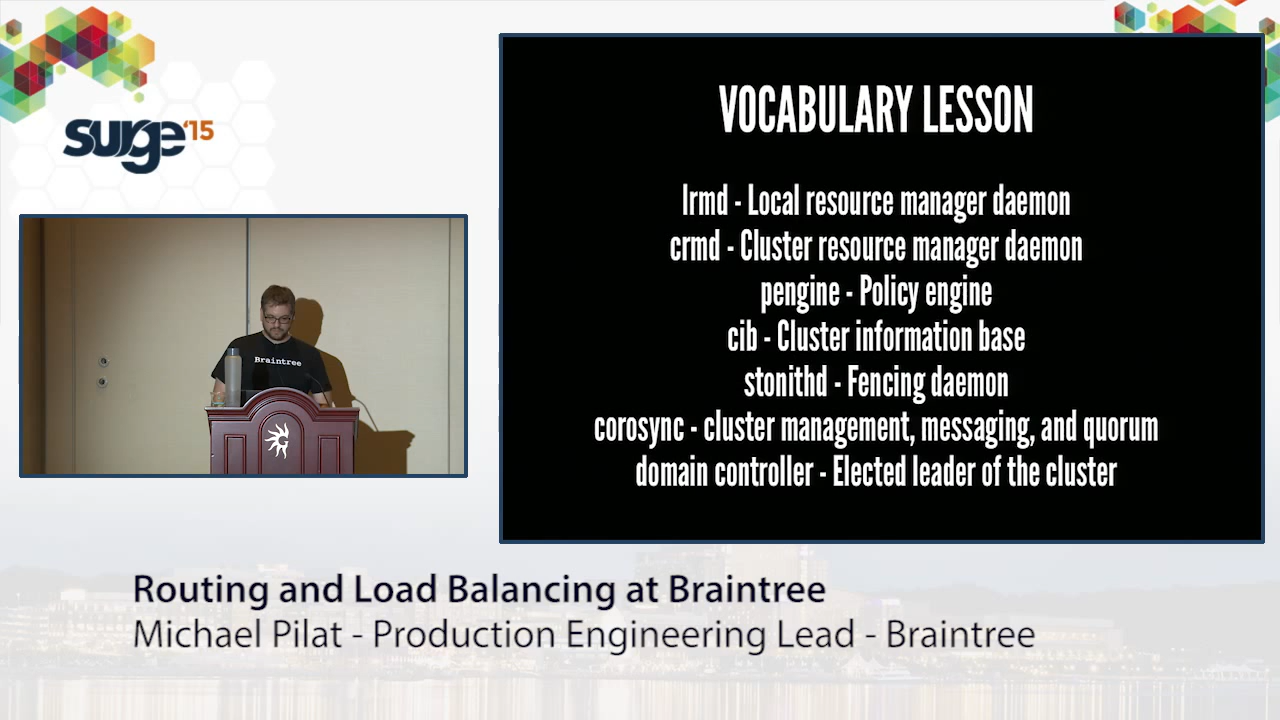 surge '15
VOCABULARY LESSON
lrmd - Local resource manager daemon
crmd - Cluster resource manager daemon
pengine - Policy engine
cib - Cluster information base
stonithd - Fencing daemon
corosync - cluster management, messaging, and quorum
domain controller - Elected leader of the cluster
Braintree
Routing and Load Balancing at Braintree
Michael Pilat - Production Engineering Lead - Braintree